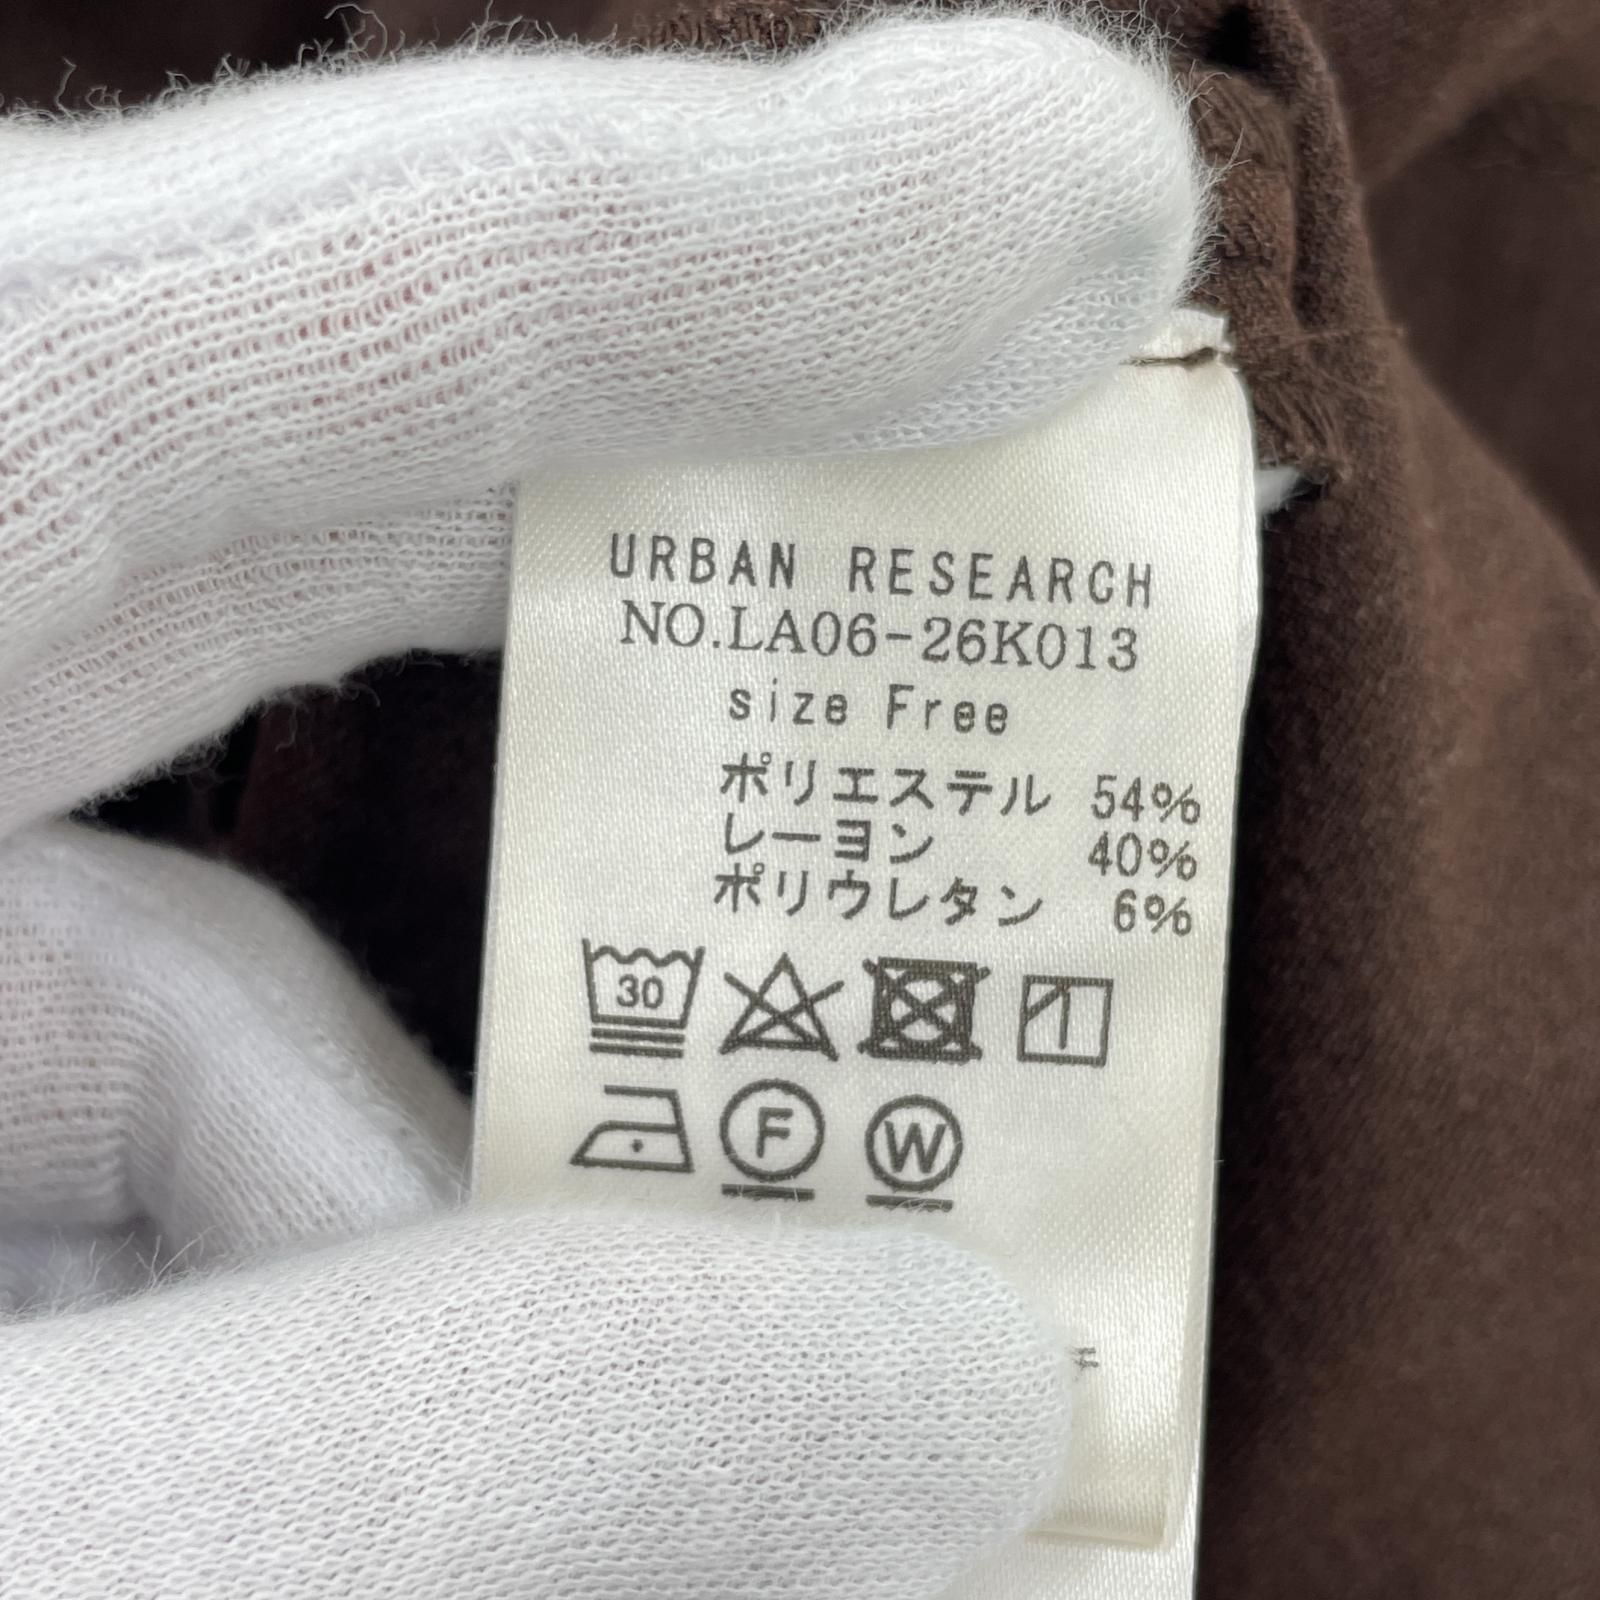 URBAN RESEARCH
NO.LA06-26K013
size Free
ポリエステル 54%
レーヨン 40%
ポリウレタン 6%
30
F W